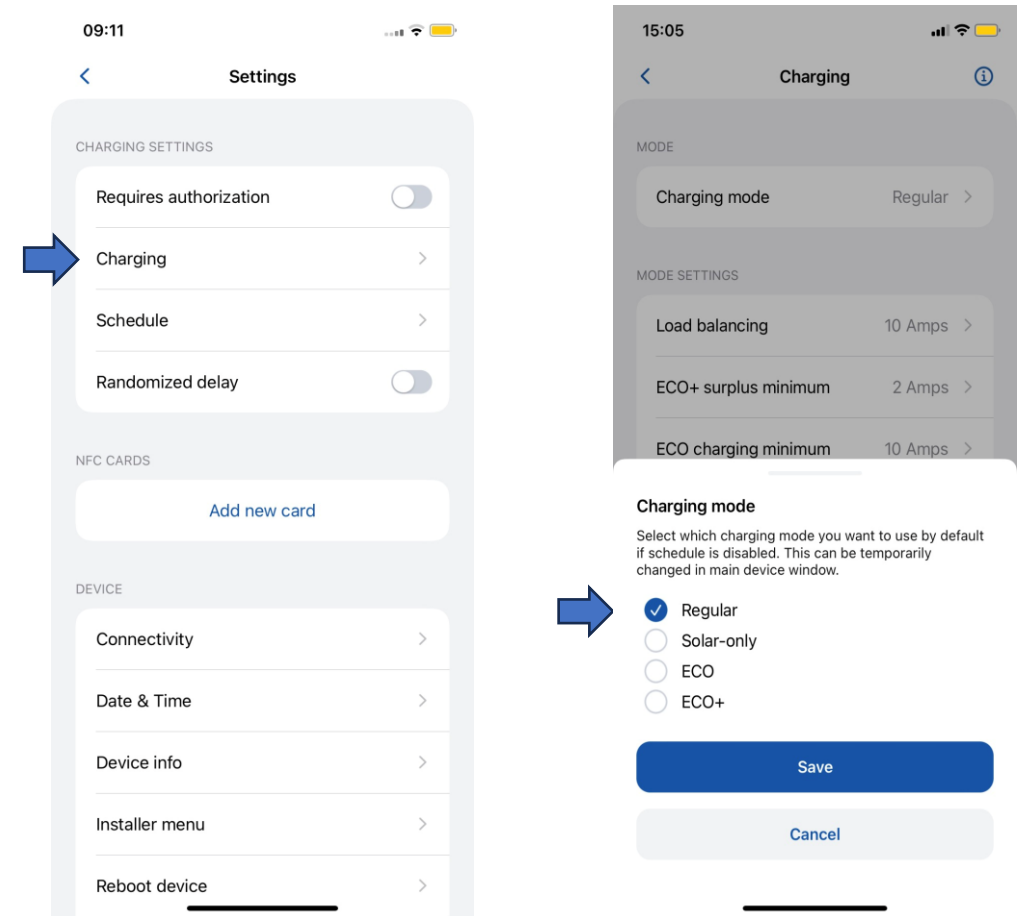 09:11
Settings
CHARGING SETTINGS
Requires authorization
Charging
Schedule
Randomized delay
NFC CARDS
Add new card
DEVICE
Connectivity
Date & Time
Device info
Installer menu
Reboot device
15:05
Charging
MODE
Charging mode Regular
MODE SETTINGS
Load balancing 10 Amps
ECO+ surplus minimum 2 Amps
ECO charging minimum 10 Amps
Charging mode
Select which charging mode you want to use by default
if schedule is disabled. This can be temporarily
changed in main device window.
Regular
Solar-only
ECO
ECO+
Save
Cancel